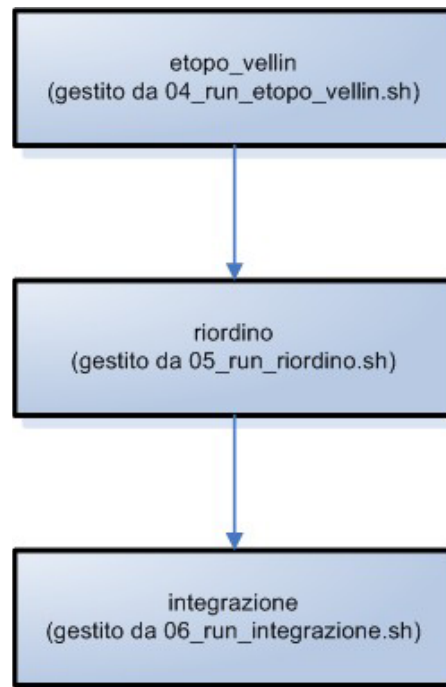 etopo_vellin
(gestito da 04_run_etopo_vellin.sh)
riordino
(gestito da 05_run_riordino.sh)
integrazione
(gestito da 06_run_integrazione.sh)